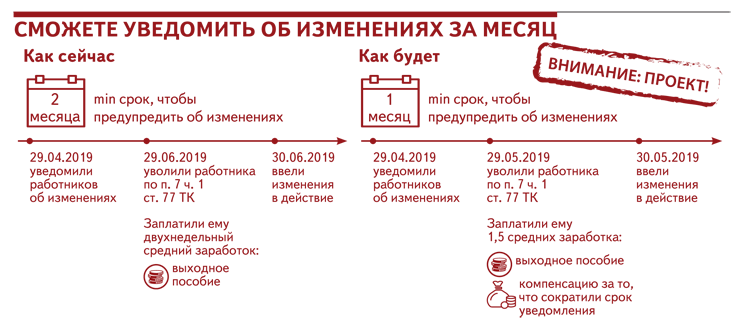 СМОЖЕТЕ УВЕДОМИТЬ ОБ ИЗМЕНЕНИЯХ ЗА МЕСЯЦ
Как сейчас
2
месяца
min срок, чтобы
предупредить об изменениях
29.04.2019
уведомили
работников
об изменениях
29.06.2019
уволили работника
по п. 7 ч. 1
ст. 77 ТК
30.06.2019
ввели
изменения
в действие
Заплатили ему
двухнедельный
средний заработок:
выходное
пособие
Как будет
ВНИМАНИЕ: ПРОЕКТ!
1
месяц
min срок, чтобы
предупредить об изменениях
29.04.2019
уведомили
работников
об изменениях
29.05.2019
уволили работника
по п. 7 ч. 1
ст. 77 ТК
30.05.2019
ввели
изменения
в действие
Заплатили ему
1,5 средних заработка:
выходное пособие
компенсацию за то,
что сократили срок
уведомления